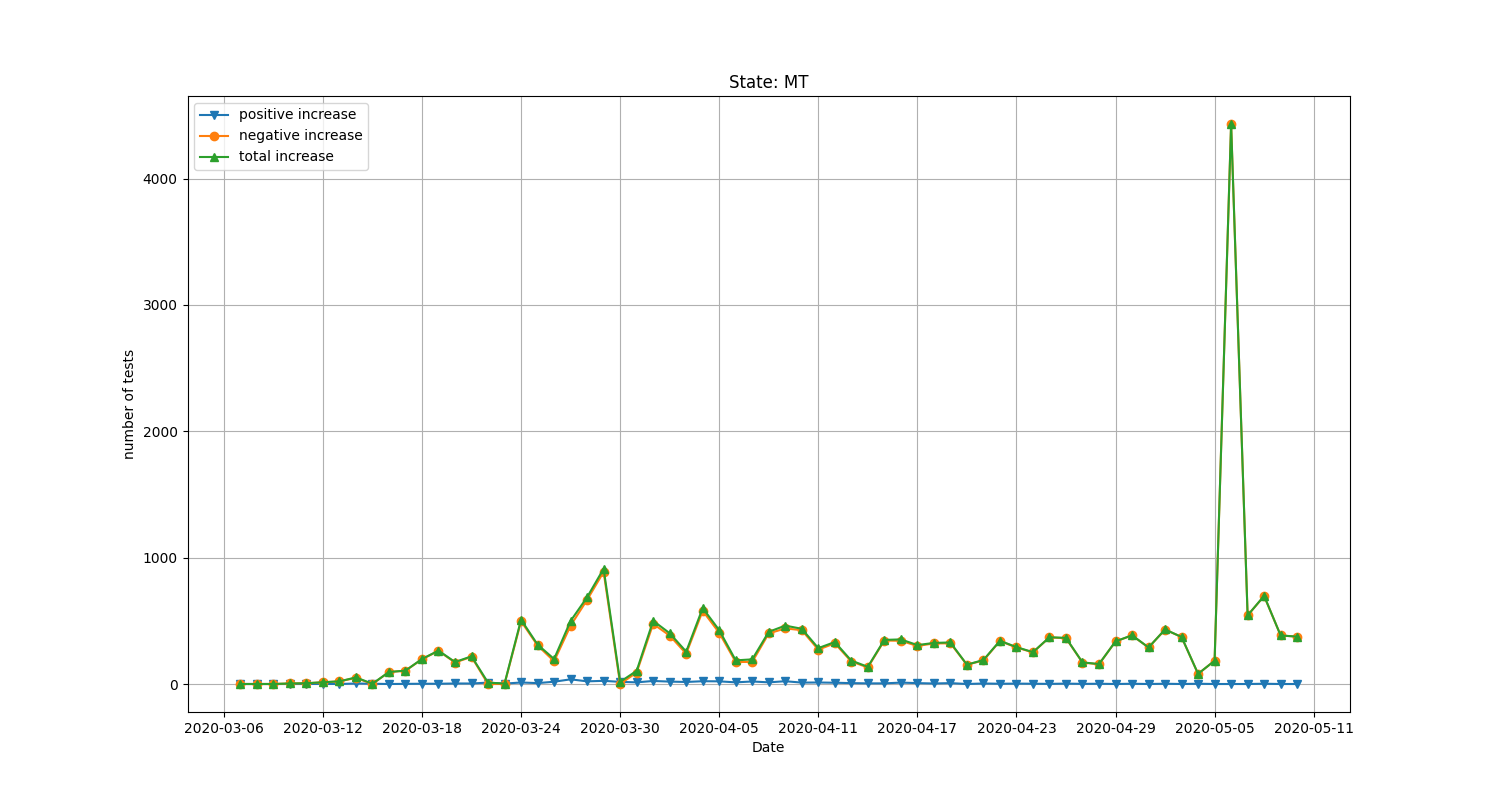 State: MT
positive increase
negative increase
total increase
4000
3000
2000
1000
0
number of tests
2020-03-06 2020-03-12 2020-03-18 2020-03-24 2020-03-30 2020-04-05 2020-04-11 2020-04-17 2020-04-23 2020-04-29 2020-05-05 2020-05-11
Date